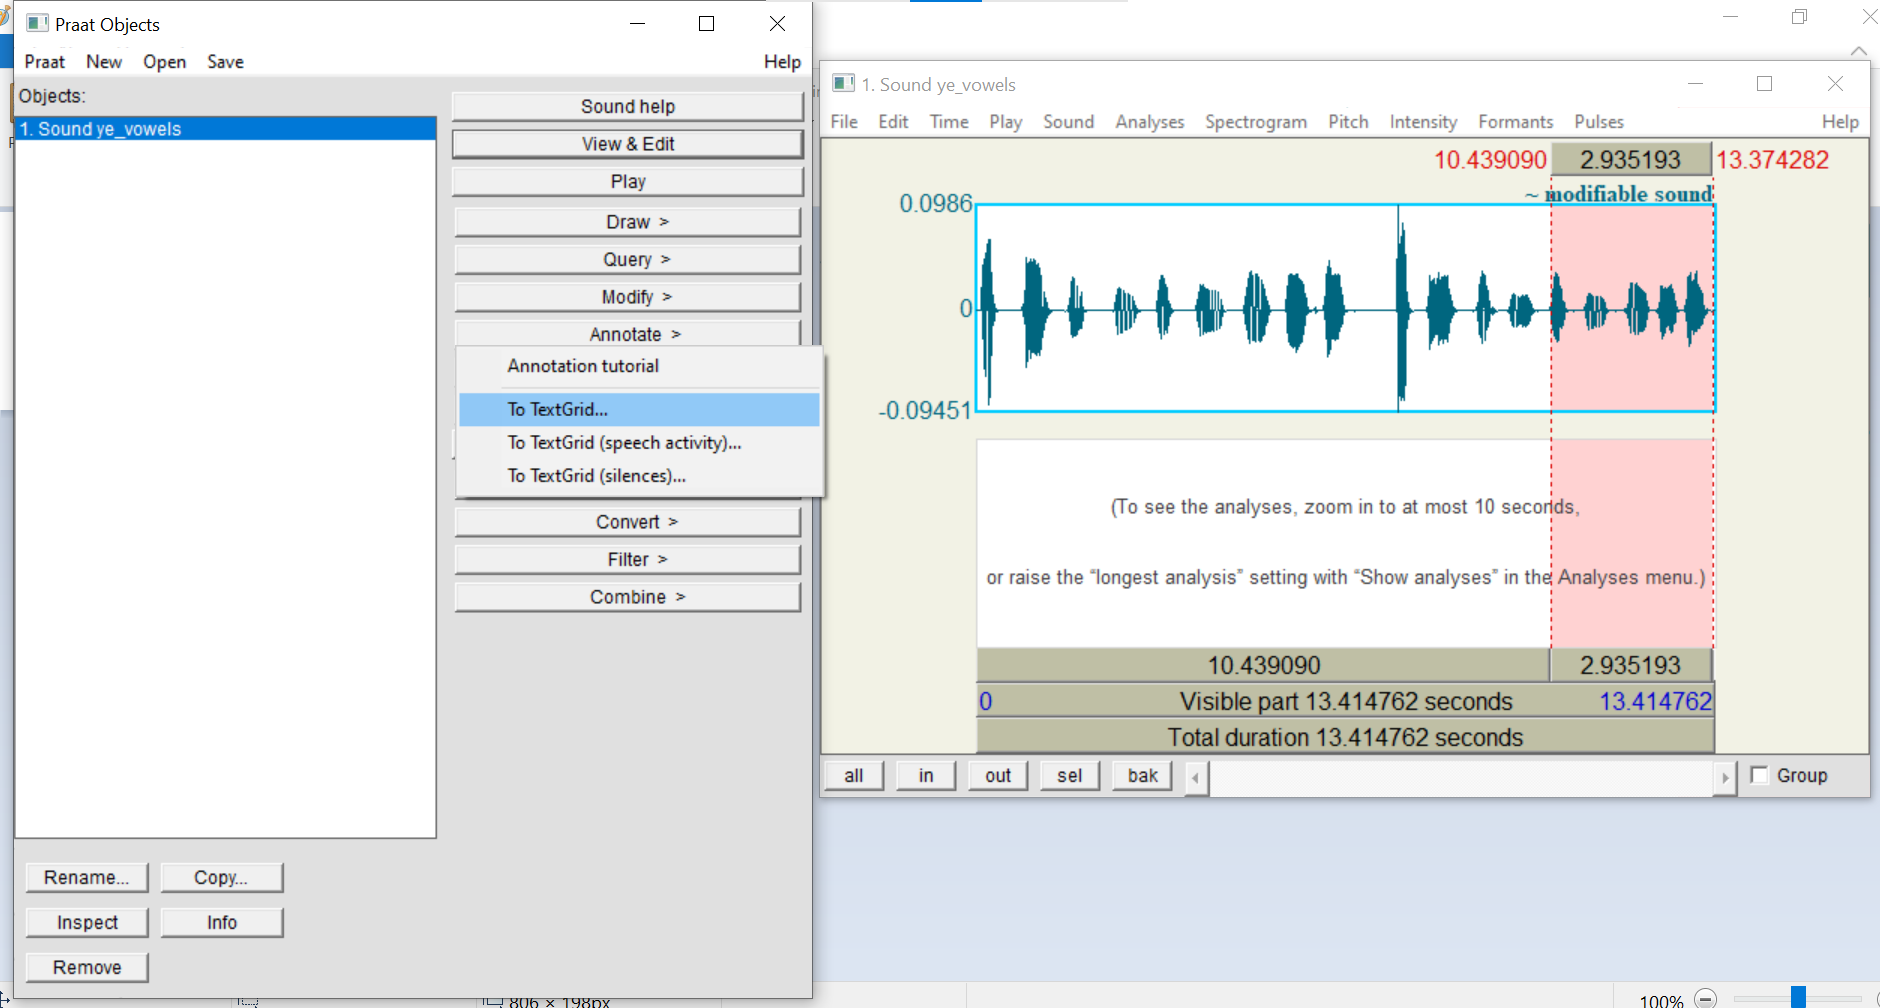 Praat Objects
Praat New Open Save Help
Objects:
1. Sound ye_vowels
Sound help
View & Edit
Play
Draw >
Query >
Modify >
Annotate >
Annotation tutorial
To TextGrid...
To TextGrid (speech activity)...
To TextGrid (silences)...
Convert >
Filter >
Combine >
Rename... Copy...
Inspect Info
Remove
1. Sound ye_vowels
File Edit Time Play Sound Analyses Spectrogram Pitch Intensity Formants Pulses Help
10.439090 2.935193 13.374282
~ modifiable sound
0.0986
0
-0.09451
(To see the analyses, zoom in to at most 10 seconds,
or raise the “longest analysis” setting with “Show analyses” in the Analyses menu.)
10.439090 2.935193
0 Visible part 13.414762 seconds 13.414762
Total duration 13.414762 seconds
all in out sel bak Group
806 × 198px
100%